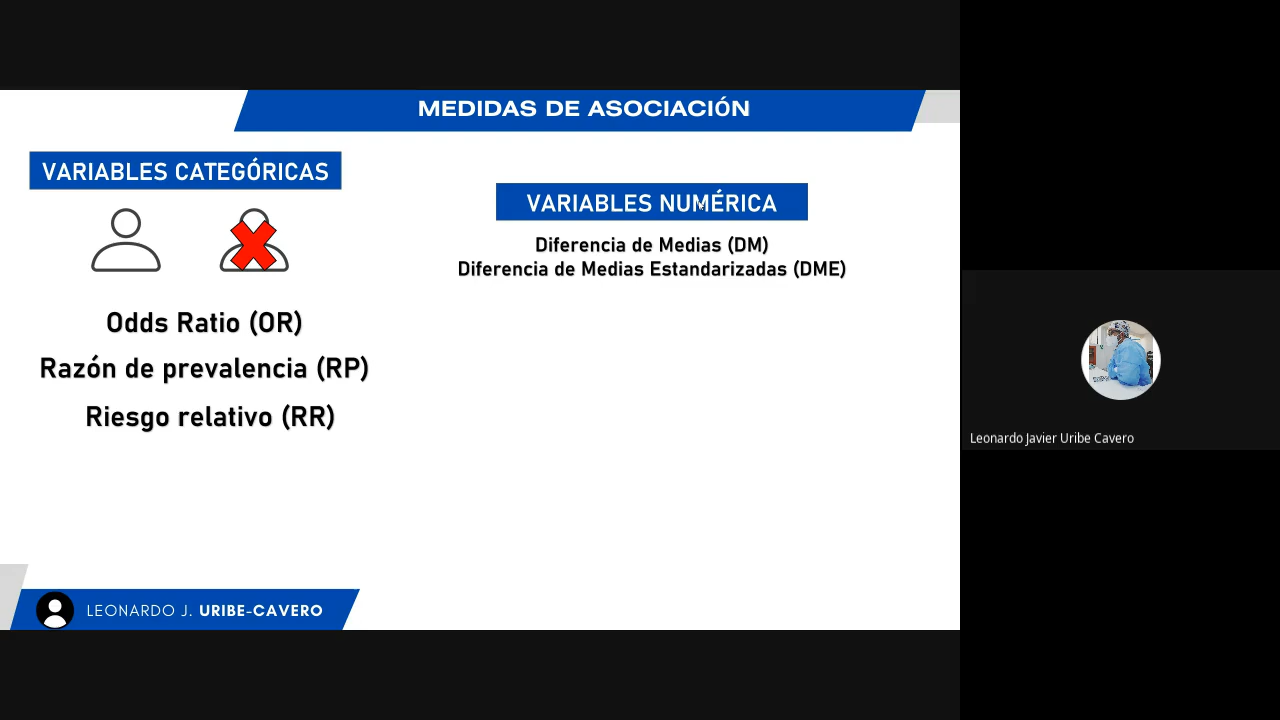 MEDIDAS DE ASOCIACIÓN
VARIABLES CATEGÓRICAS
Odds Ratio (OR)
Razón de prevalencia (RP)
Riesgo relativo (RR)
VARIABLES NUMÉRICA
Diferencia de Medias (DM)
Diferencia de Medias Estandarizadas (DME)
LEONARDO J. URIBE-CAVERO
Leonardo Javier Uribe Cavero